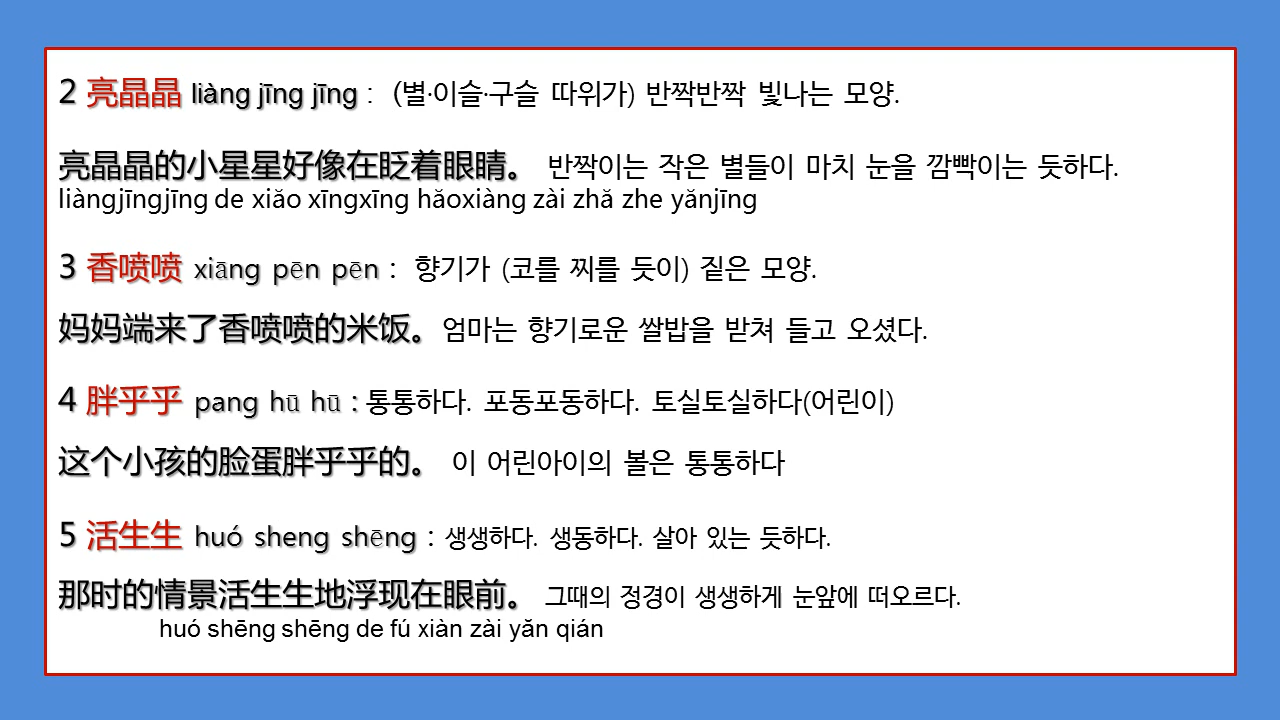 2 亮晶晶 liàng jīng jīng : (별·이슬·구슬 따위가) 반짝반짝 빛나는 모양.
亮晶晶的小星星好像在眨着眼睛。 반짝이는 작은 별들이 마치 눈을 깜빡이는 듯하다.
liàngjīngjīng de xiǎo xīngxīng hǎoxiàng zài zhǎ zhe yǎnjīng
3 香喷喷 xiāng pēn pēn : 향기가 (코를 찌를 듯이) 짙은 모양.
妈妈端来了香喷喷的米饭。엄마는 향기로운 쌀밥을 받쳐 들고 오셨다.
4 胖乎乎 pang hū hū : 통통하다. 포동포동하다. 토실토실하다(어린이)
这个小孩的脸蛋胖乎乎的。 이 어린아이의 볼은 통통하다
5 活生生 huó sheng shēng : 생생하다. 생동하다. 살아 있는 듯하다.
那时的情景活生生地浮现在眼前。 그때의 정경이 생생하게 눈앞에 떠오르다.
huó shēng shēng de fú xiàn zài yǎn qián